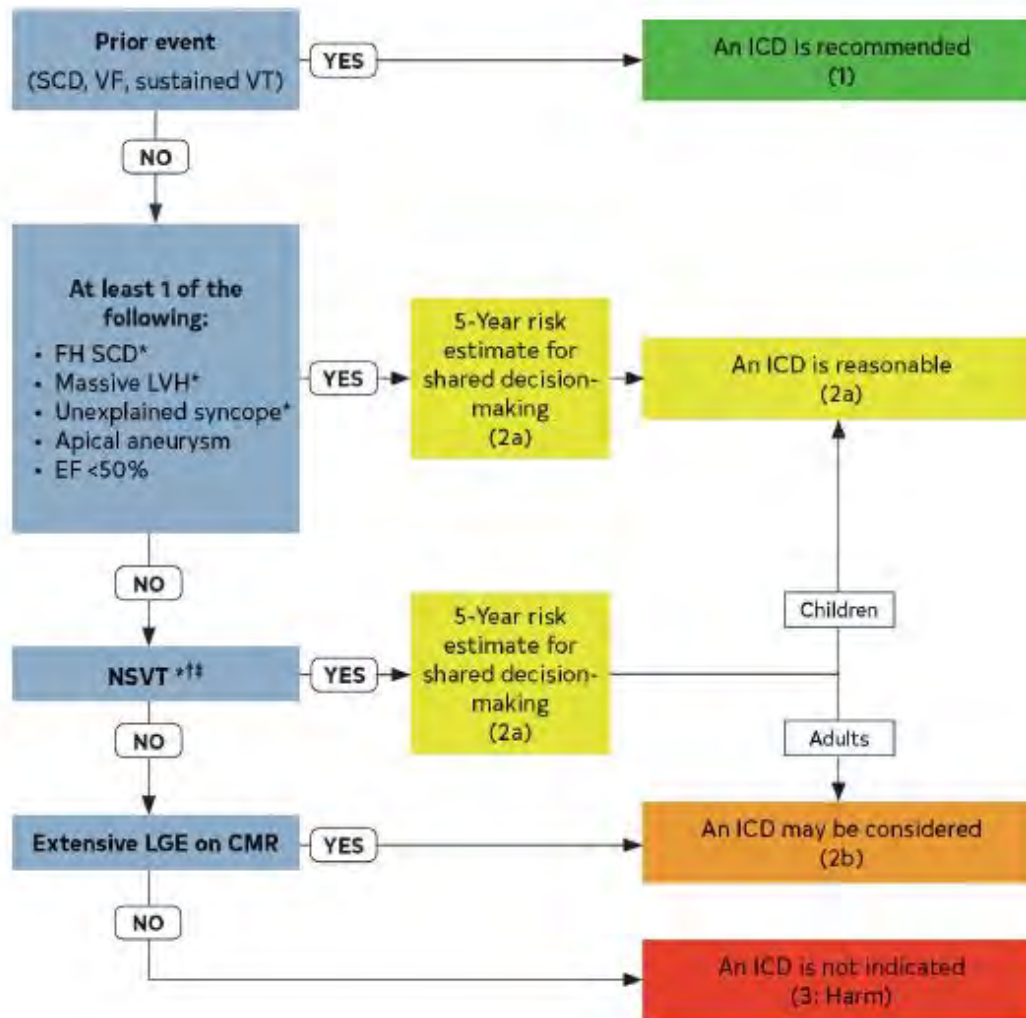 Prior event
(SCD, VF, sustained VT)
YES
An ICD is recommended
(1)
NO
At least 1 of the
following:
• FH SCD*
• Massive LVH*
• Unexplained syncope*
• Apical aneurysm
• EF <50%
YES
5-Year risk
estimate for
shared decision-
making
(2a)
An ICD is reasonable
(2a)
NO
Children
NSVT *†‡
YES
5-Year risk
estimate for
shared decision-
making
(2a)
Adults
NO
Extensive LGE on CMR
YES
An ICD may be considered
(2b)
NO
An ICD is not indicated
(3: Harm)